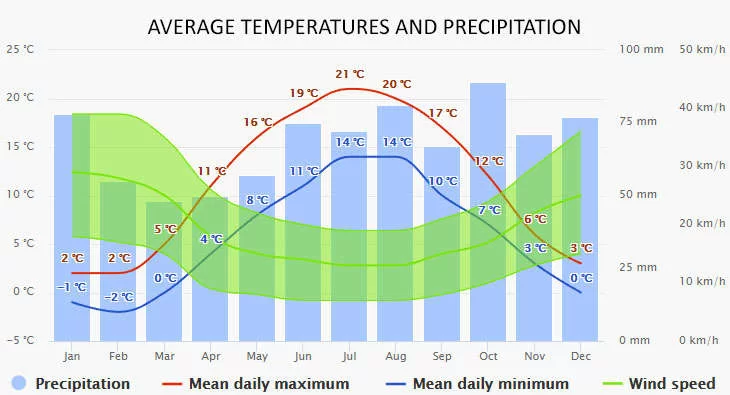 AVERAGE TEMPERATURES AND PRECIPITATION
25 °C 100 mm 50 km/h
21 °C
20 °C 19 °C 20 °C 40 km/h
16 °C 17 °C
15 °C 75 mm
14 °C 14 °C
11 °C 11 °C 12 °C 30 km/h
10 °C 10 °C 50 mm
8 °C 7 °C
5 °C 5 °C 4 °C 6 °C 20 km/h
2 °C 2 °C 3 °C 3 °C 25 mm
0 °C -1 °C -2 °C 0 °C 0 °C 10 km/h
-5 °C 0 mm 0 km/h
Jan Feb Mar Apr May Jun Jul Aug Sep Oct Nov Dec
Precipitation Mean daily maximum Mean daily minimum Wind speed